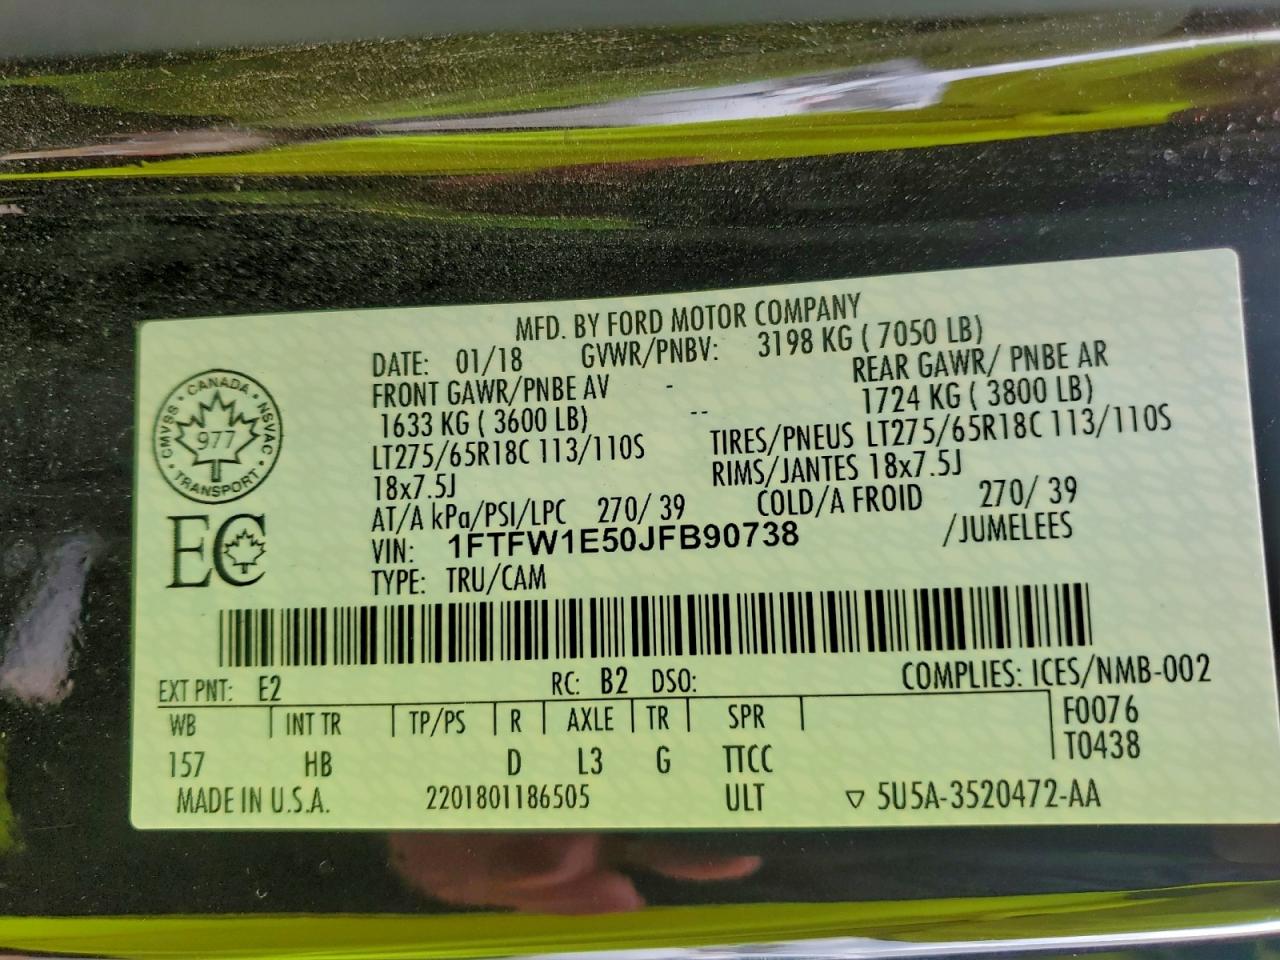 MFD. BY FORD MOTOR COMPANY
DATE: 01/18 GVWR/PNBV: 3198 KG ( 7050 LB)
FRONT GAWR/PNBE AV - REAR GAWR/ PNBE AR
1633 KG ( 3600 LB) -- 1724 KG ( 3800 LB)
LT275/65R18C 113/110S TIRES/PNEUS LT275/65R18C 113/110S
18x7.5J RIMS/JANTES 18x7.5J
AT/A kPa/PSI/LPC 270/ 39 COLD/A FROID 270/ 39
VIN: 1FTFW1E50JFB90738 /JUMELEES
TYPE: TRU/CAM
CANADA
CMVSS NSVAC
977
TRANSPORT
EC
EXT PNT: E2 RC: B2 DSO: COMPLIES: ICES/NMB-002
WB INT TR TP/PS R AXLE TR SPR F0076
T0438
157 HB D L3 G TTCC
MADE IN U.S.A. 2201801186505 ULT ▽ 5U5A-3520472-AA